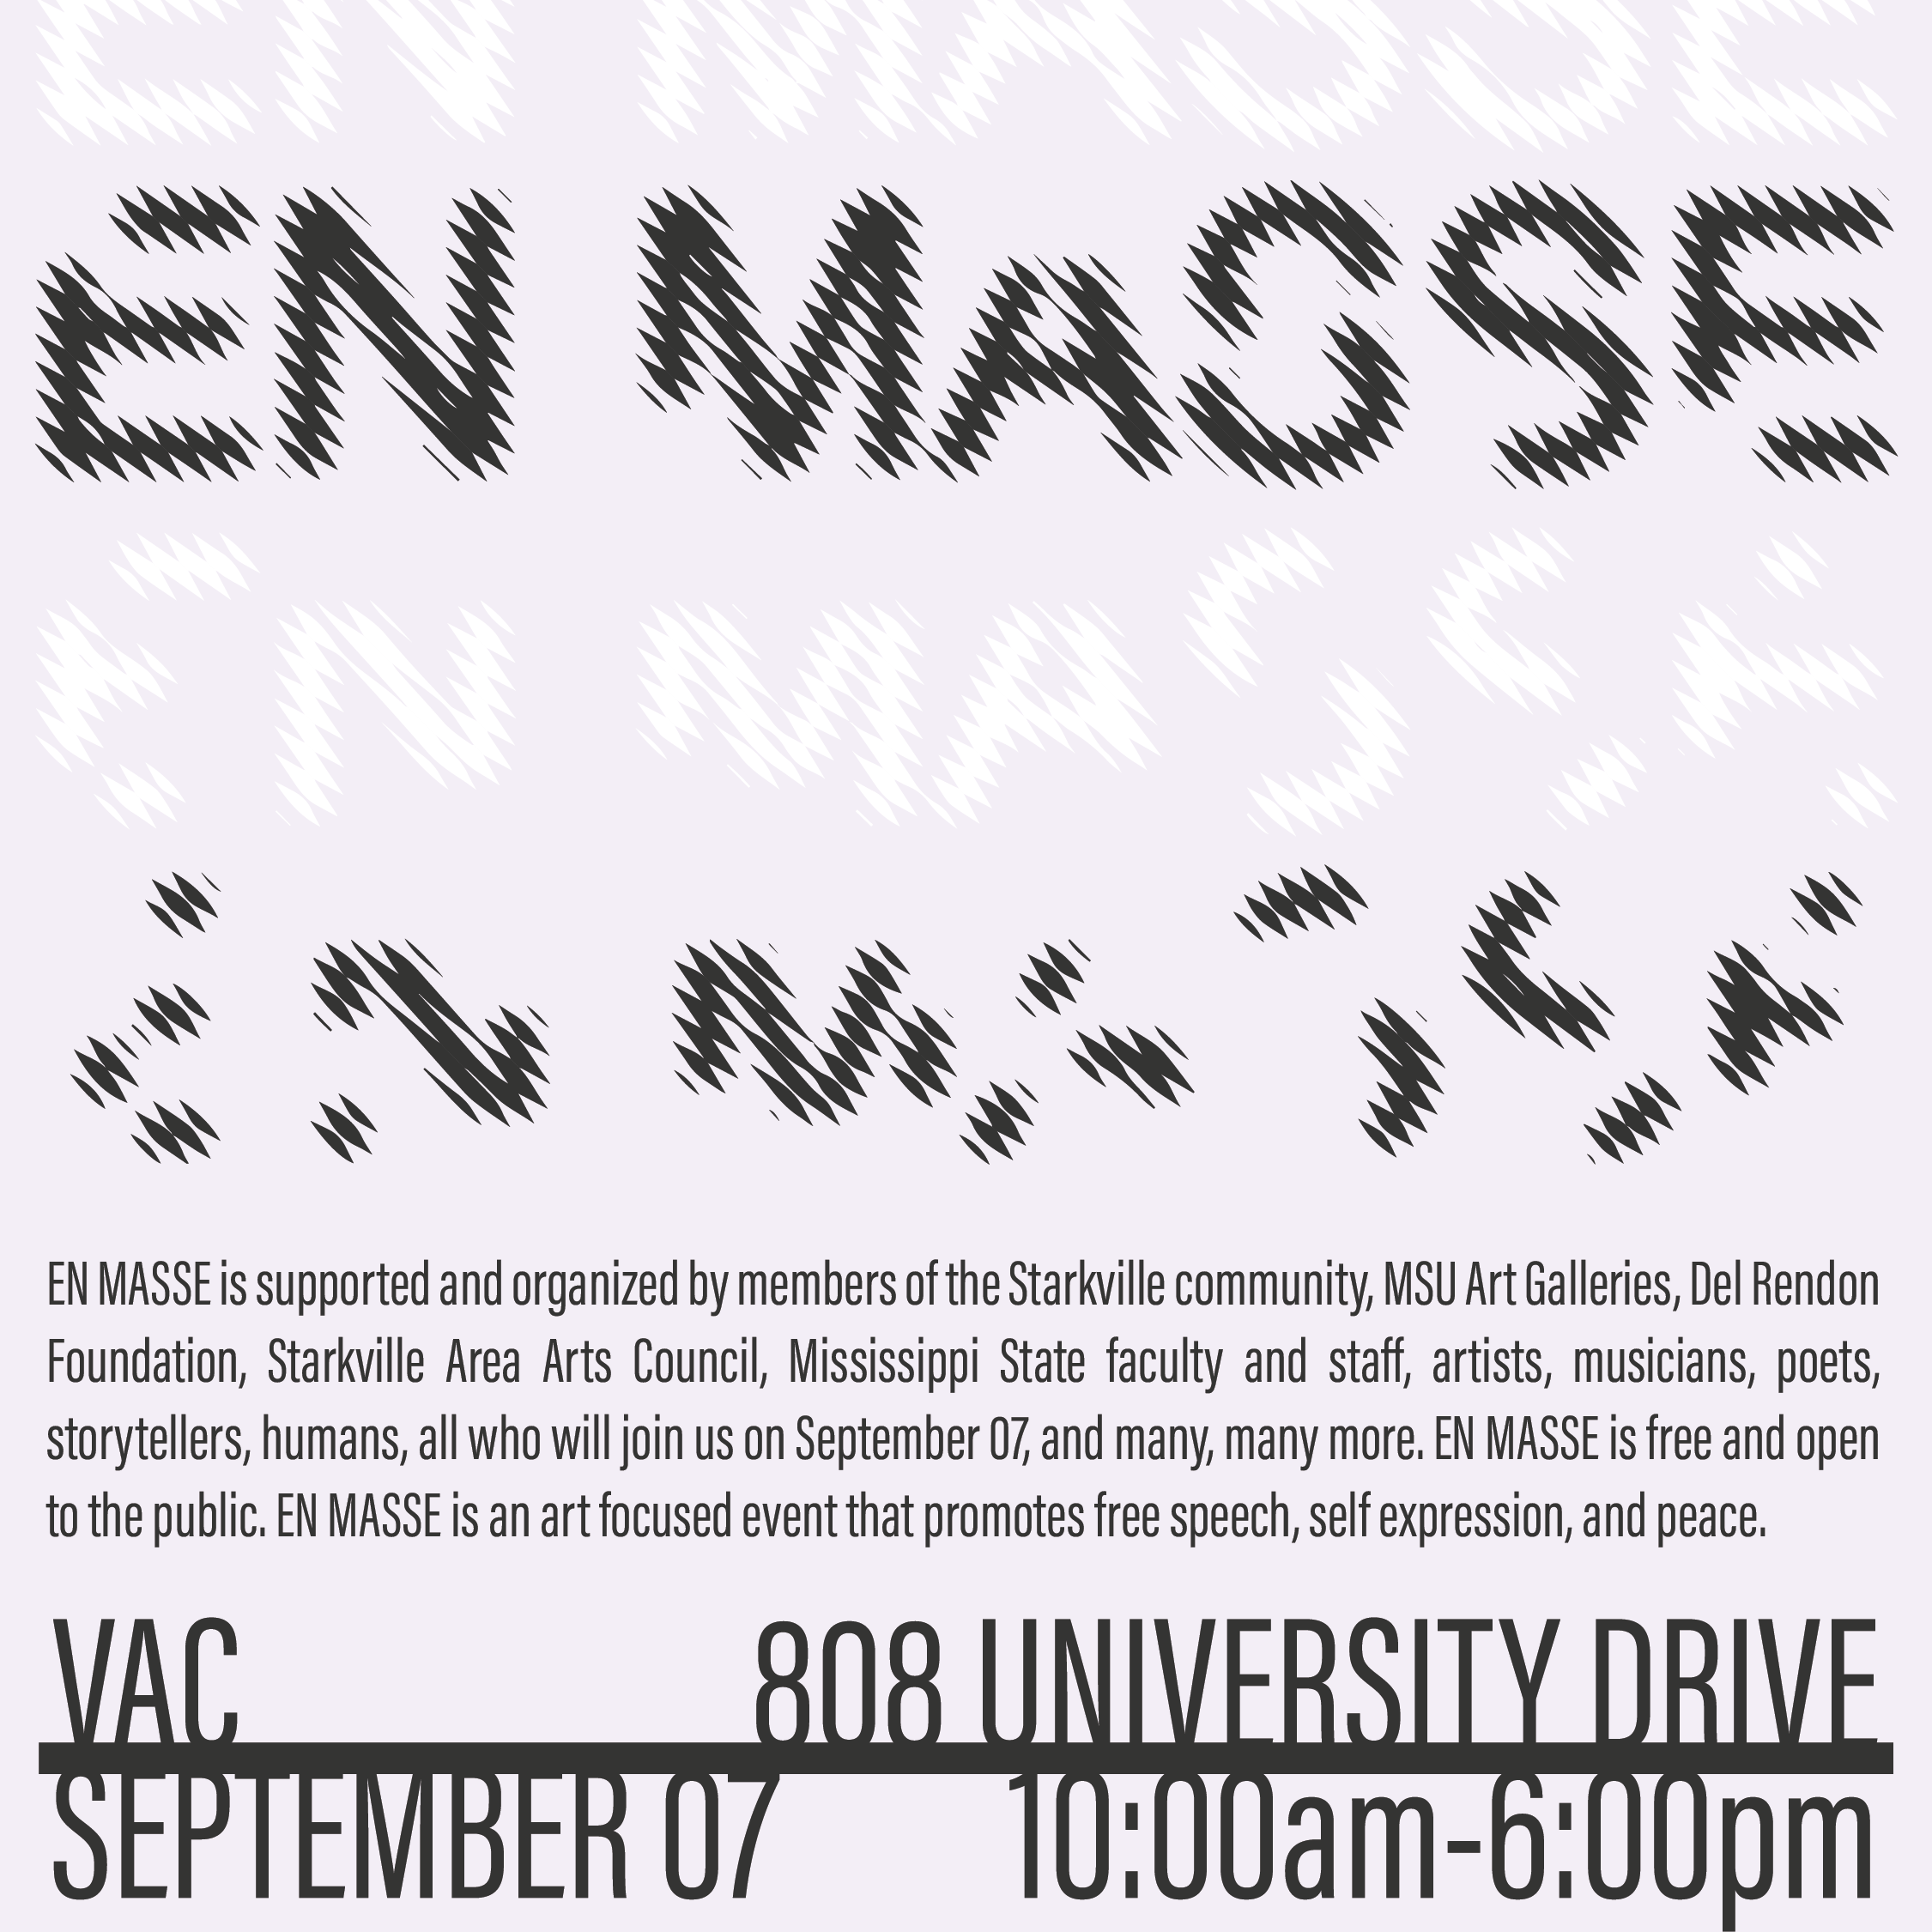 EN MASSE
EN MASSE
EN MASSE
EN MASSE
EN MASSE is supported and organized by members of the Starkville community, MSU Art Galleries, Del Rendon
Foundation, Starkville Area Arts Council, Mississippi State faculty and staff, artists, musicians, poets,
storytellers, humans, all who will join us on September 07, and many, many more. EN MASSE is free and open
to the public. EN MASSE is an art focused event that promotes free speech, self expression, and peace.
VAC 808 UNIVERSITY DRIVE
SEPTEMBER 07 10:00am-6:00pm